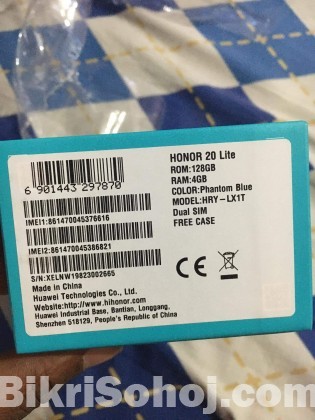 HONOR 20 Lite
ROM:128GB
RAM:4GB
COLOR:Phantom Blue
MODEL:HRY-LX1T
Dual SIM
FREE CASE
6 901443 297870
IMEI1:861470045376616
IMEI2:861470045386821
S/N:XELNW19823002665
Made in China
Huawei Technologies Co., Ltd.
Website:http://www.hihonor.com
Huawei Industrial Base, Bantian, Longgang,
Shenzhen 518129, People's Republic of China
CE
BikriSohoj.com